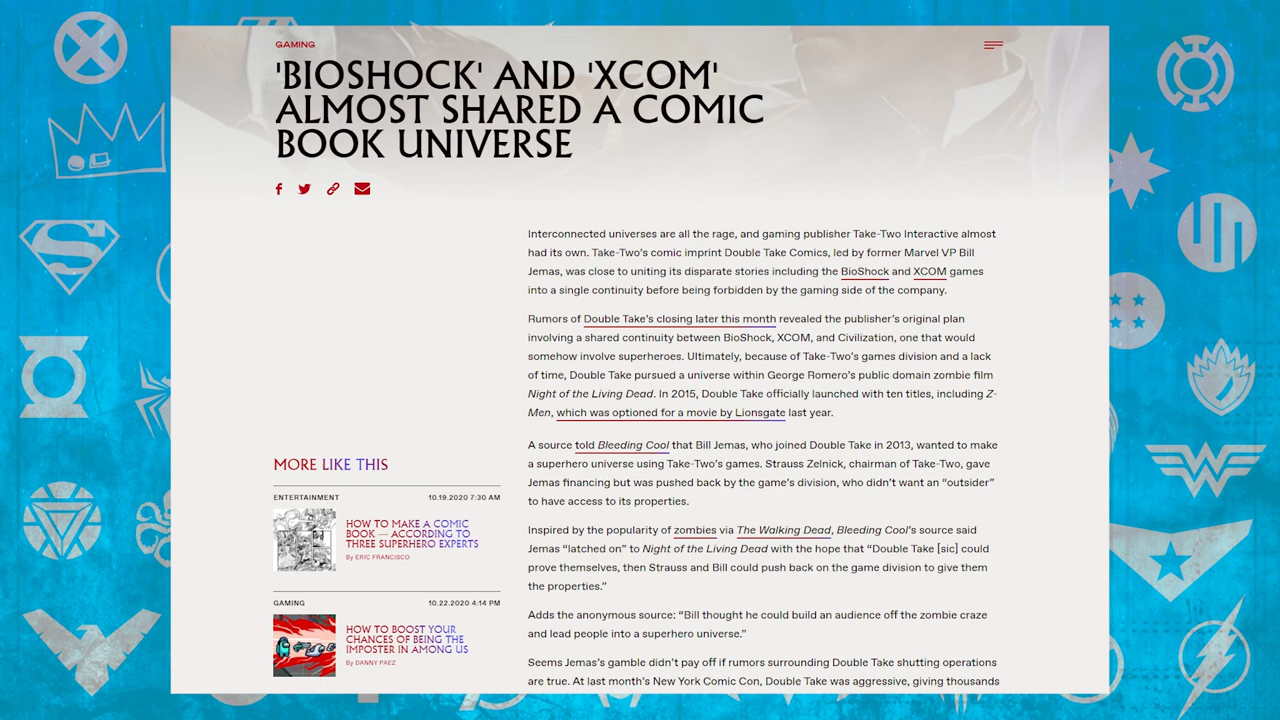 GAMING
'BIOSHOCK' AND 'XCOM'
ALMOST SHARED A COMIC
BOOK UNIVERSE
Interconnected universes are all the rage, and gaming publisher Take-Two Interactive almost
had its own. Take-Two's comic imprint Double Take Comics, led by former Marvel VP Bill
Jemas, was close to uniting its disparate stories including the BioShock and XCOM games
into a single continuity before being forbidden by the gaming side of the company.
Rumors of Double Take's closing later this month revealed the publisher's original plan
involving a shared continuity between BioShock, XCOM, and Civilization, one that would
somehow involve superheroes. Ultimately, because of Take-Two's games division and a lack
of time, Double Take pursued a universe within George Romero's public domain zombie film
Night of the Living Dead. In 2015, Double Take officially launched with ten titles, including Z-
Men, which was optioned for a movie by Lionsgate last year.
A source told Bleeding Cool that Bill Jemas, who joined Double Take in 2013, wanted to make
a superhero universe using Take-Two's games. Strauss Zelnick, chairman of Take-Two, gave
Jemas financing but was pushed back by the game's division, who didn't want an “outsider”
to have access to its properties.
Inspired by the popularity of zombies via The Walking Dead, Bleeding Cool's source said
Jemas “latched on” to Night of the Living Dead with the hope that “Double Take [sic] could
prove themselves, then Strauss and Bill could push back on the game division to give them
the properties.”
Adds the anonymous source: “Bill thought he could build an audience off the zombie craze
and lead people into a superhero universe.”
Seems Jemas's gamble didn't pay off if rumors surrounding Double Take shutting operations
are true. At last month's New York Comic Con, Double Take was aggressive, giving thousands
MORE LIKE THIS
ENTERTAINMENT 10.19.2020 7:30 AM
HOW TO MAKE A COMIC
BOOK — ACCORDING TO
THREE SUPERHERO EXPERTS
By ERIC FRANCISCO
GAMING 10.22.2020 4:14 PM
HOW TO BOOST YOUR
CHANCES OF BEING THE
IMPOSTER IN AMONG US
By DANNY PAEZ